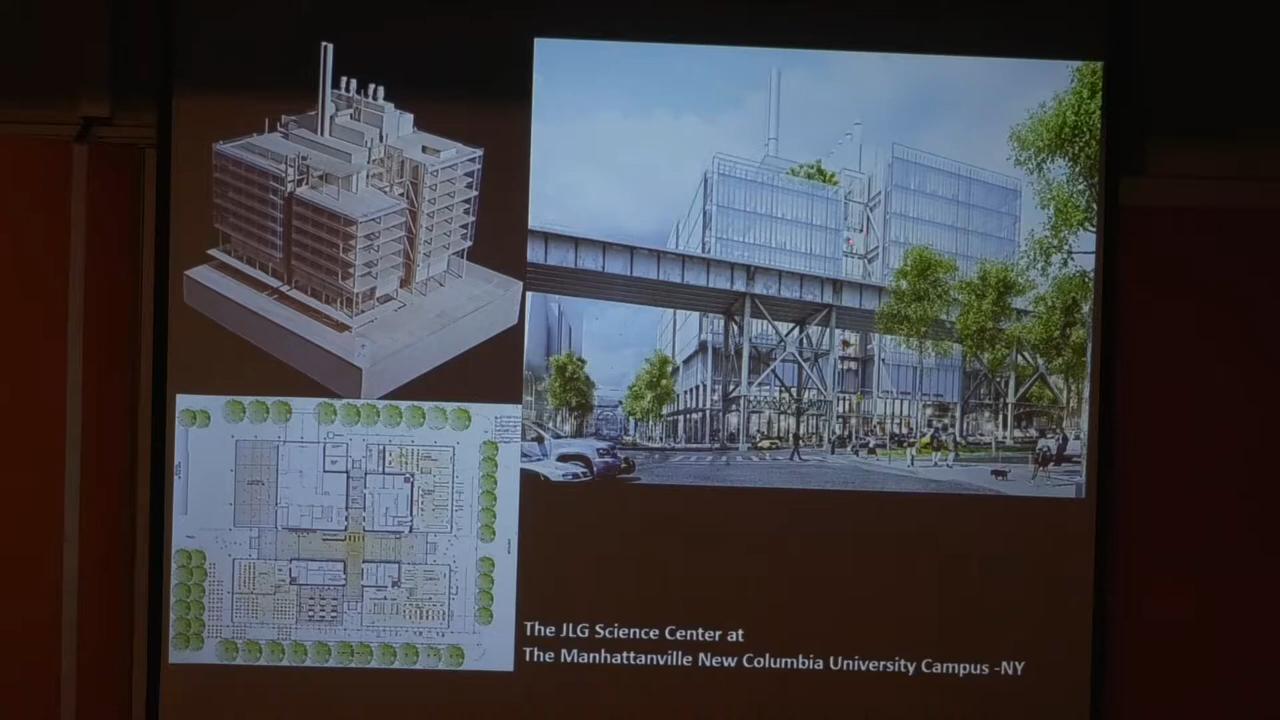 The JLG Science Center at
The Manhattanville New Columbia University Campus -NY